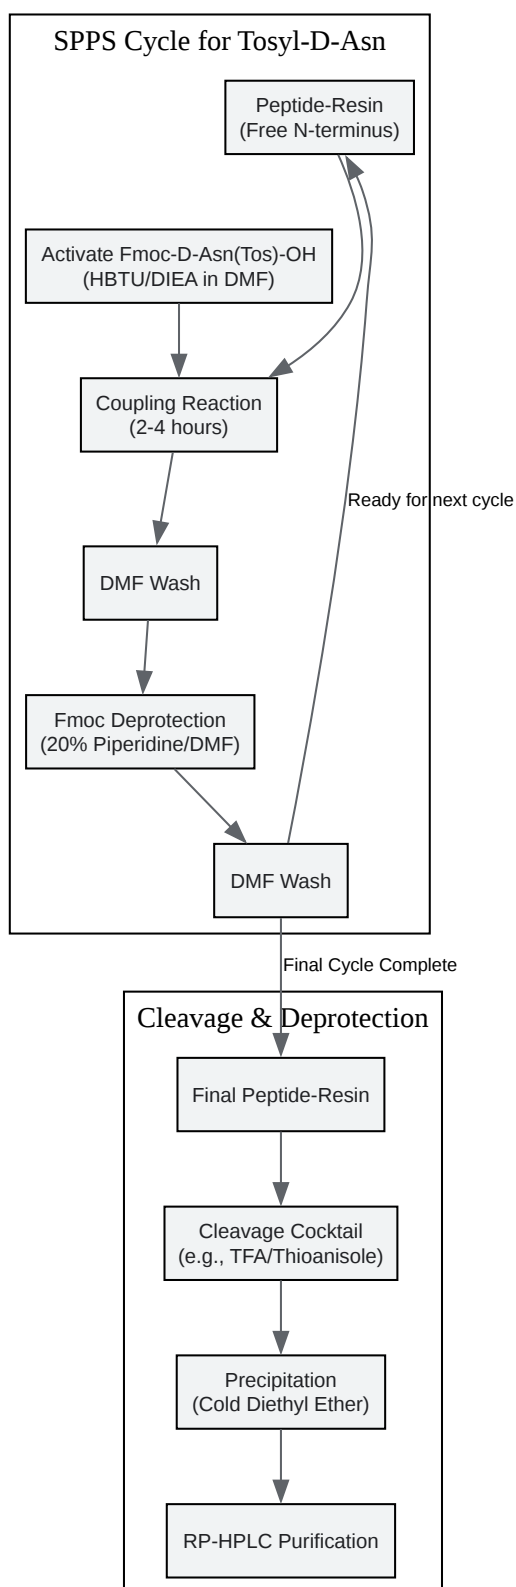 SPPS Cycle for Tosyl-D-Asn
Peptide-Resin
(Free N-terminus)
Activate Fmoc-D-Asn(Tos)-OH
(HBTU/DIEA in DMF)
Coupling Reaction
(2-4 hours)
Ready for next cycle
DMF Wash
Fmoc Deprotection
(20% Piperidine/DMF)
DMF Wash
Final Cycle Complete
Cleavage & Deprotection
Final Peptide-Resin
Cleavage Cocktail
(e.g., TFA/Thioanisole)
Precipitation
(Cold Diethyl Ether)
RP-HPLC Purification